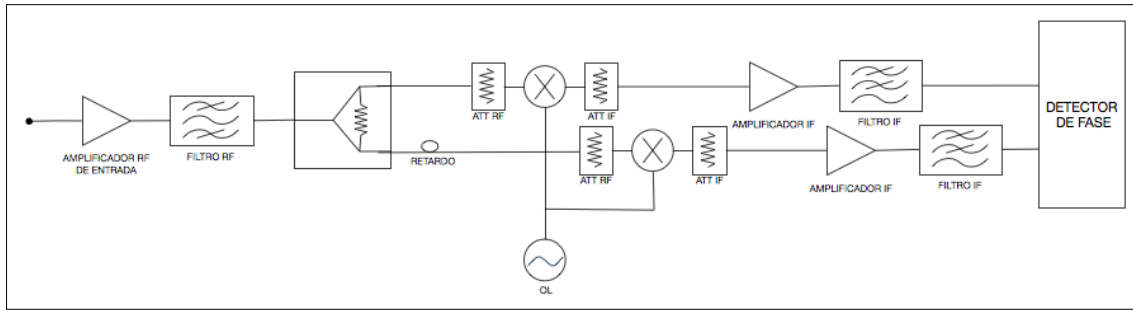 AMPLIFICADOR RF
DE ENTRADA
FILTRO RF
RETARDO
ATT RF
ATT IF
AMPLIFICADOR IF
FILTRO IF
ATT RF
ATT IF
AMPLIFICADOR IF
FILTRO IF
DETECTOR
DE FASE
OL